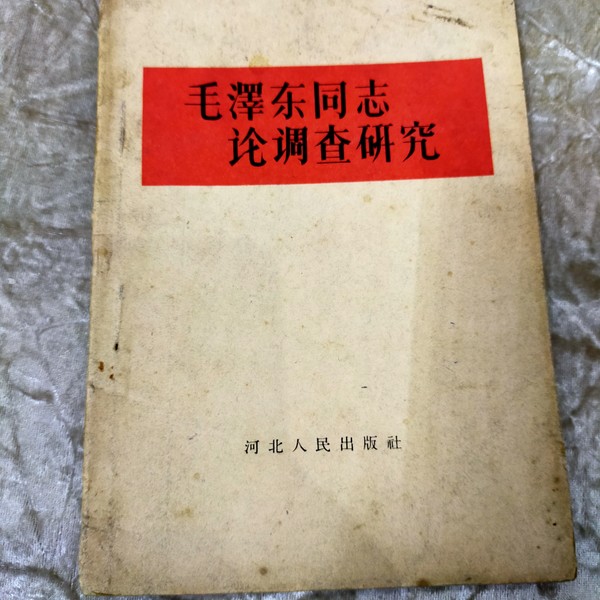 毛澤东同志
论调查研究
河北人民出版社